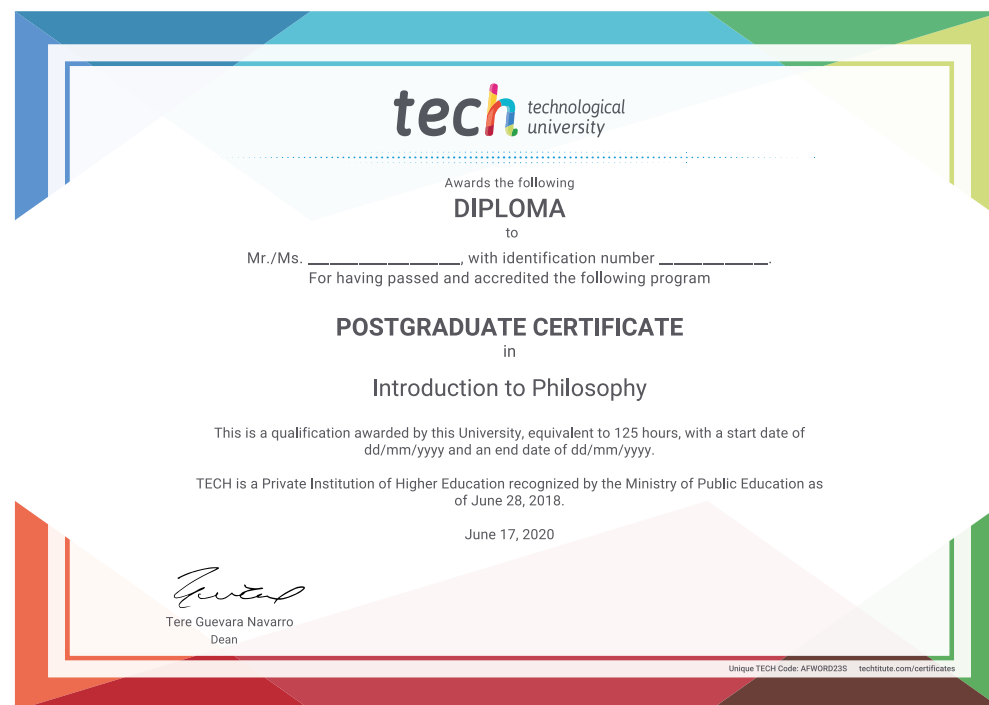 tech technological
university
Awards the following
DIPLOMA
to
Mr./Ms. ____________________, with identification number ______________.
For having passed and accredited the following program
POSTGRADUATE CERTIFICATE
in
Introduction to Philosophy
This is a qualification awarded by this University, equivalent to 125 hours, with a start date of
dd/mm/yyyy and an end date of dd/mm/yyyy.
TECH is a Private Institution of Higher Education recognized by the Ministry of Public Education as
of June 28, 2018.
June 17, 2020
Tere Guevara Navarro
Dean
Unique TECH Code: AFWORD23S techtitute.com/certificates